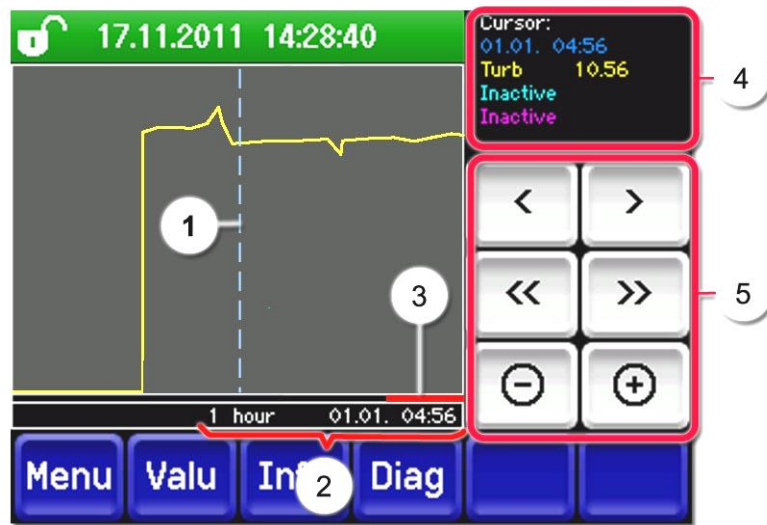 17.11.2011 14:28:40
Cursor:
01.01. 04:56
Turb 10.56
Inactive
Inactive
4
1
3
< >
<< >>
- +
5
1 hour 01.01. 04:56
2
Menu Valu In Diag